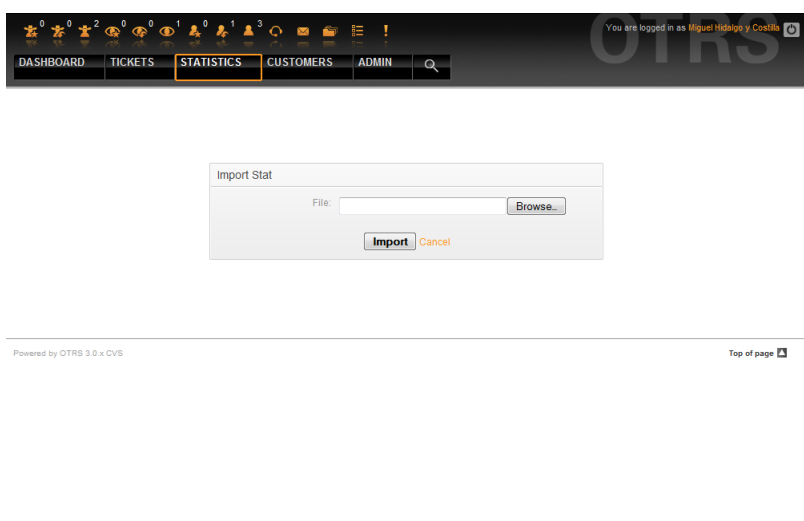 0 0 2 0 0 1 0 1 3
You are logged in as Miguel Hidalgo y Costilla
OTRS
DASHBOARD TICKETS STATISTICS CUSTOMERS ADMIN
Import Stat
File: Browse...
Import Cancel
Powered by OTRS 3.0.x CVS Top of page